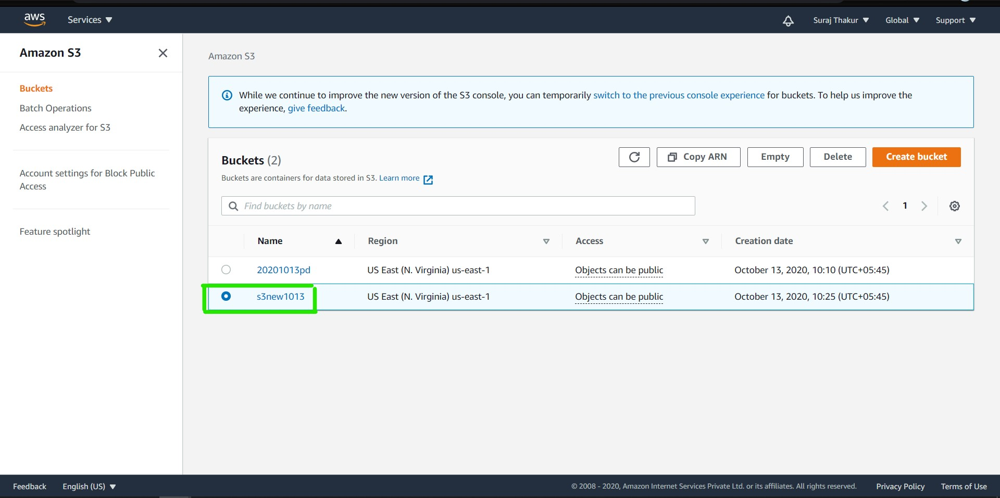 aws Services Suraj Thakur Global Support
Amazon S3
Buckets
Batch Operations
Access analyzer for S3
Account settings for Block Public
Access
Feature spotlight
Amazon S3
While we continue to improve the new version of the S3 console, you can temporarily switch to the previous console experience for buckets. To help us improve the
experience, give feedback.
Buckets (2)
Copy ARN Empty Delete Create bucket
Buckets are containers for data stored in S3. Learn more
Find buckets by name
1
Name Region Access Creation date
20201013pd US East (N. Virginia) us-east-1 Objects can be public October 13, 2020, 10:10 (UTC+05:45)
s3new1013 US East (N. Virginia) us-east-1 Objects can be public October 13, 2020, 10:25 (UTC+05:45)
Feedback English (US) © 2008 - 2020, Amazon Internet Services Private Ltd. or its affiliates. All rights reserved. Privacy Policy Terms of Use